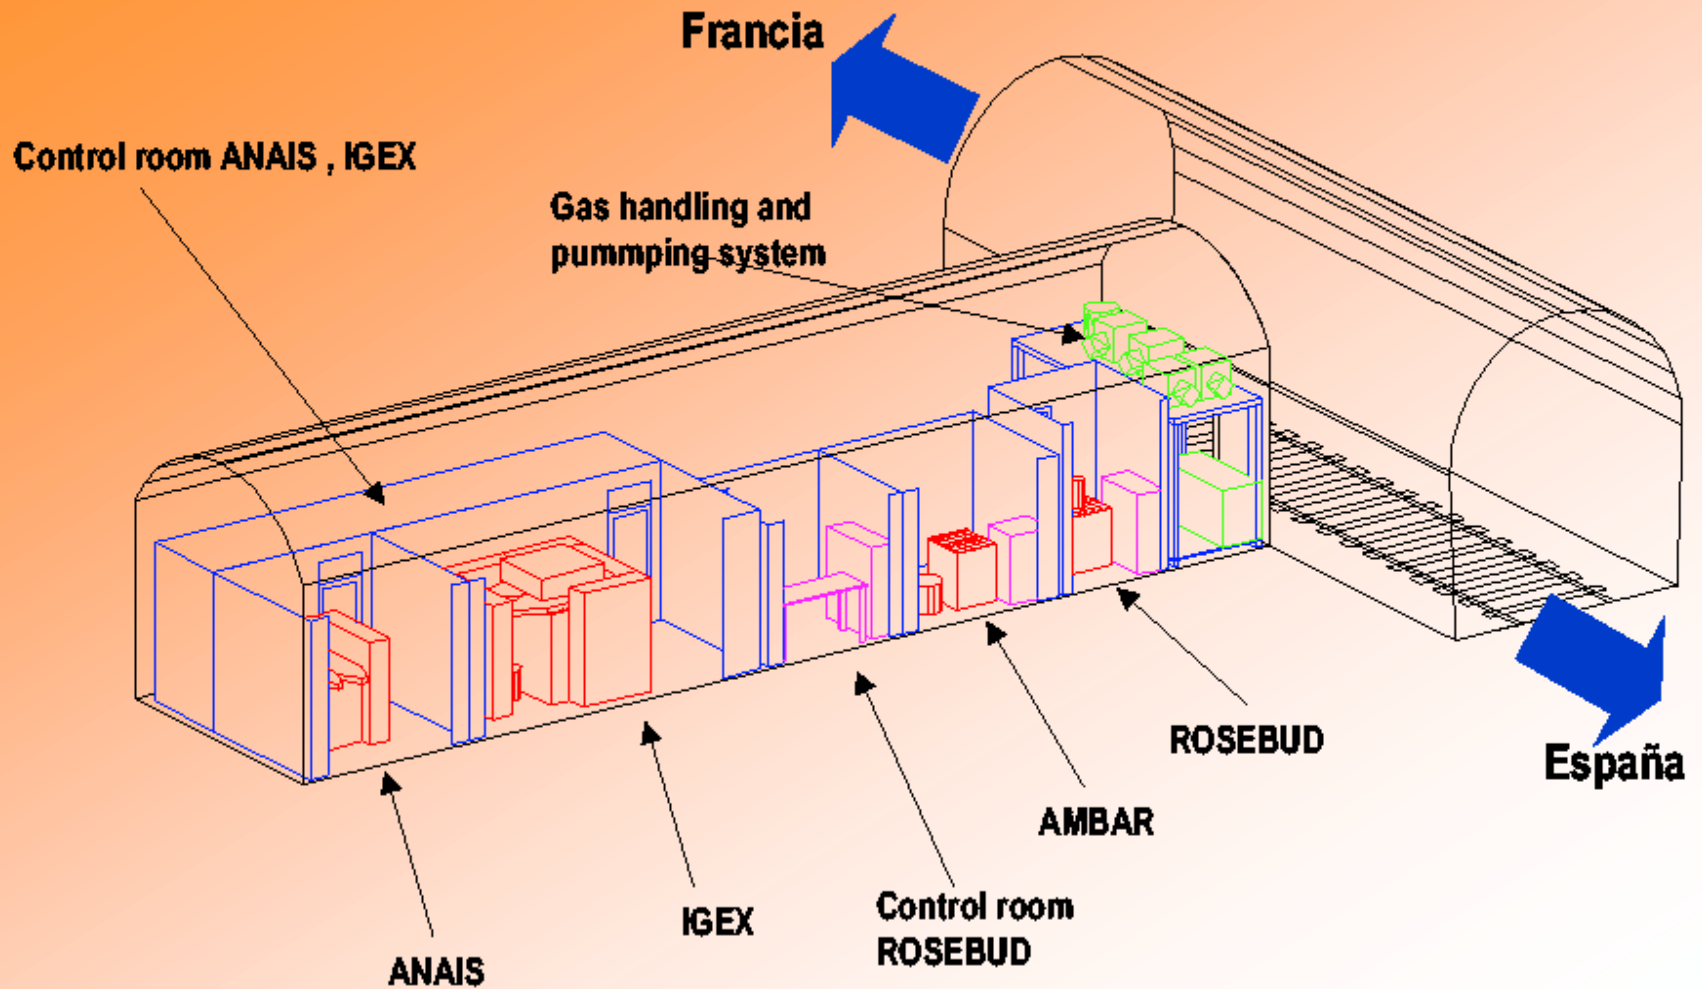 Francia
Control room ANAIS , IGEX
Gas handling and
pummping system
ROSEBUD
España
AMBAR
Control room
ROSEBUD
IGEX
ANAIS